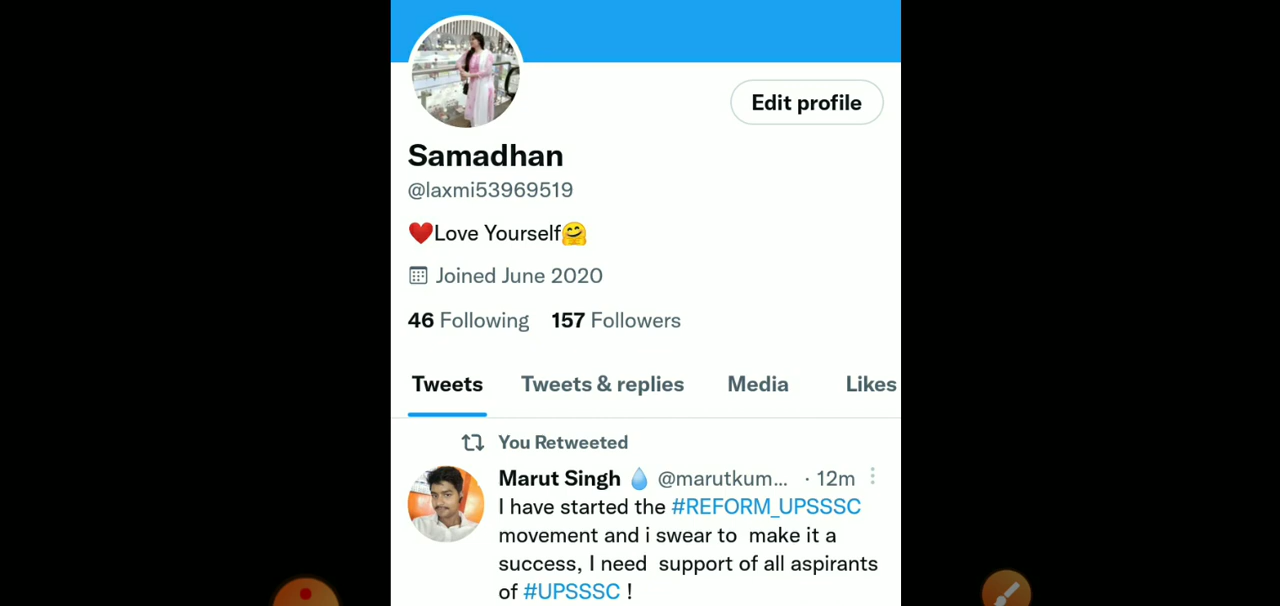 Edit profile
Samadhan
@laxmi53969519
❤️Love Yourself🤗
Joined June 2020
46 Following 157 Followers
Tweets Tweets & replies Media Likes
You Retweeted
Marut Singh 💧 @marutkum... · 12m
I have started the #REFORM_UPSSSC
movement and i swear to make it a
success, I need support of all aspirants
of #UPSSSC !